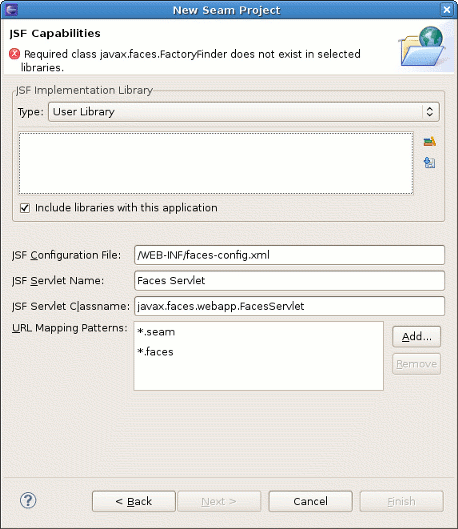 New Seam Project
JSF Capabilities
Required class javax.faces.FactoryFinder does not exist in selected
libraries.
JSF Implementation Library
Type: User Library
Include libraries with this application
JSF Configuration File: /WEB-INF/faces-config.xml
JSF Servlet Name: Faces Servlet
JSF Servlet Classname: javax.faces.webapp.FacesServlet
URL Mapping Patterns: *.seam
Add...
*.faces
Remove
? < Back Next > Cancel Finish